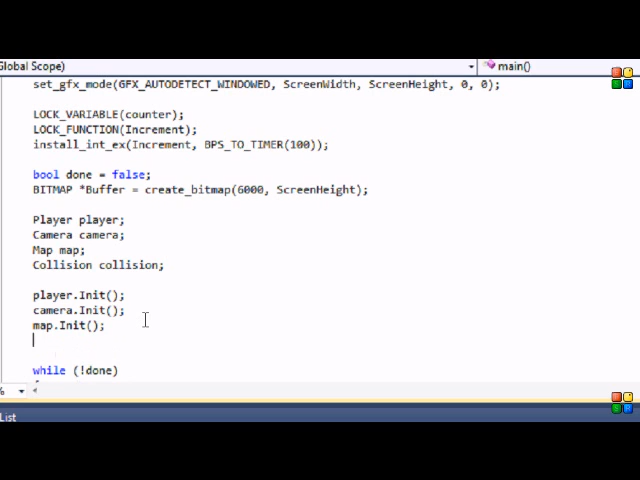 Global Scope)
main()
set_gfx_mode(GFX_AUTODETECT_WINDOWED, ScreenWidth, ScreenHeight, 0, 0);
LOCK_VARIABLE(counter);
LOCK_FUNCTION(Increment);
install_int_ex(Increment, BPS_TO_TIMER(100));
bool done = false;
BITMAP *Buffer = create_bitmap(6000, ScreenHeight);
Player player;
Camera camera;
Map map;
Collision collision;
player.Init();
camera.Init();
map.Init();
while (!done)
%
List